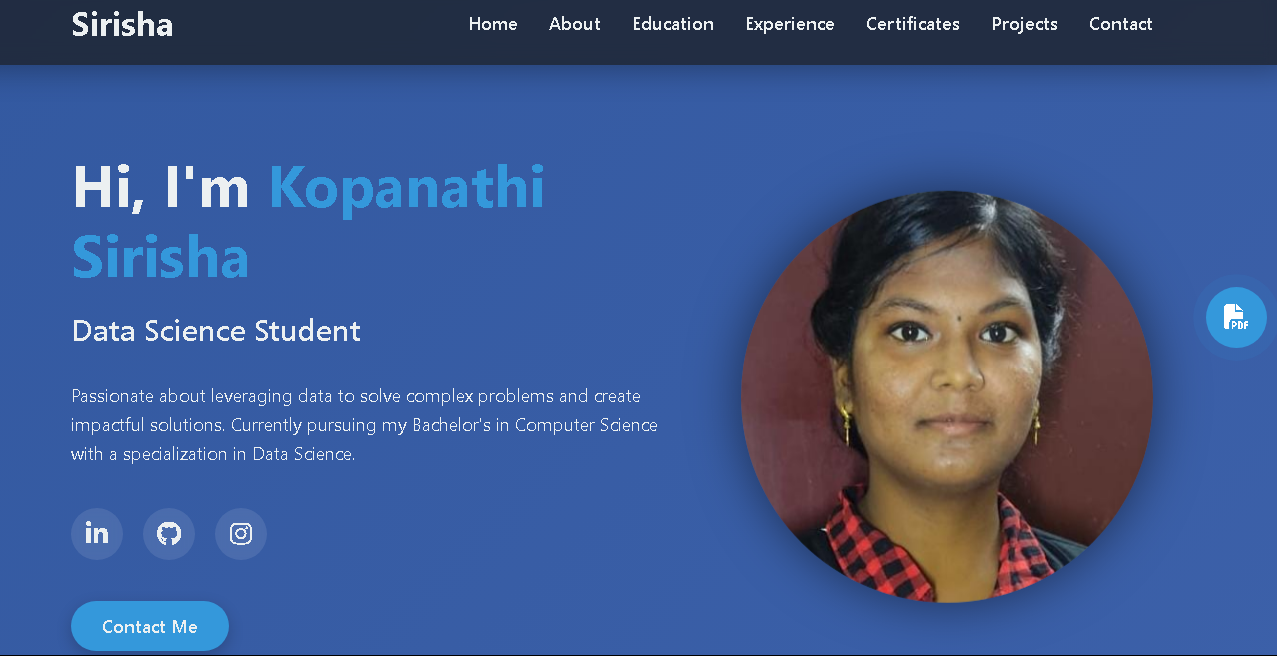 Sirisha
Home About Education Experience Certificates Projects Contact
Hi, I'm Kopanathi
Sirisha
Data Science Student
Passionate about leveraging data to solve complex problems and create
impactful solutions. Currently pursuing my Bachelor's in Computer Science
with a specialization in Data Science.
in
PDF
Contact Me